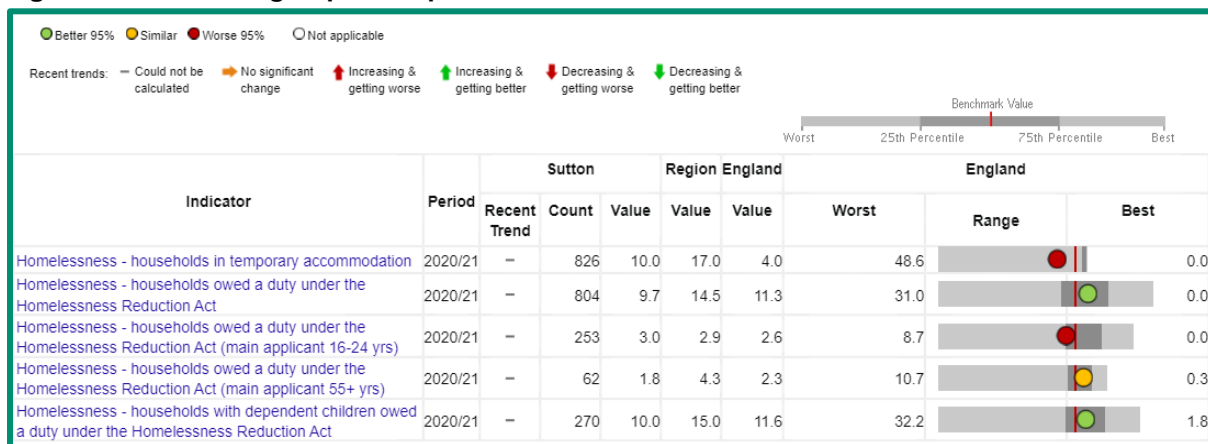 Better 95% Similar Worse 95% Not applicable
Recent trends: – Could not be calculated No significant change Increasing & getting worse Increasing & getting better Decreasing & getting worse Decreasing & getting better
Benchmark Value
Worst 25th Percentile 75th Percentile Best
Indicator Period Sutton Region England England
Recent Trend Count Value Value Value Worst Range Best
Homelessness - households in temporary accommodation 2020/21 – 826 10.0 17.0 4.0 48.6 0.0
Homelessness - households owed a duty under the
Homelessness Reduction Act 2020/21 – 804 9.7 14.5 11.3 31.0 0.0
Homelessness - households owed a duty under the
Homelessness Reduction Act (main applicant 16-24 yrs) 2020/21 – 253 3.0 2.9 2.6 8.7 0.0
Homelessness - households owed a duty under the
Homelessness Reduction Act (main applicant 55+ yrs) 2020/21 – 62 1.8 4.3 2.3 10.7 0.3
Homelessness - households with dependent children owed
a duty under the Homelessness Reduction Act 2020/21 – 270 10.0 15.0 11.6 32.2 1.8